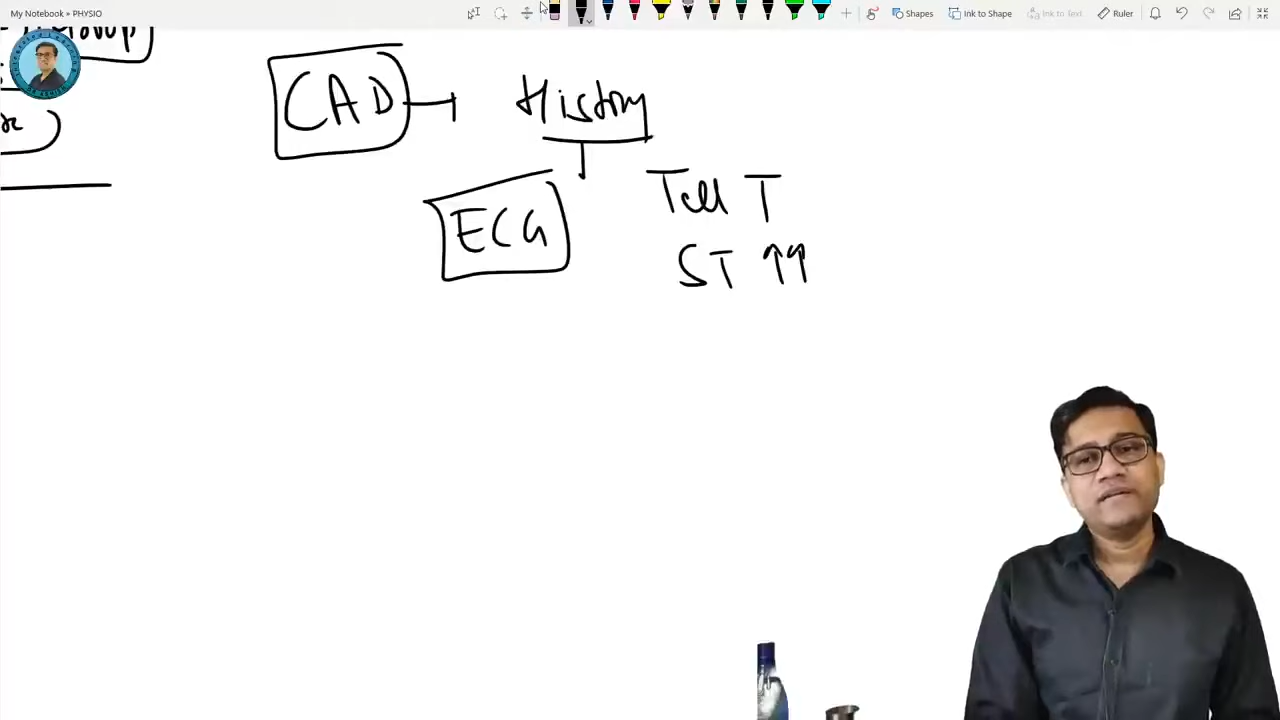 My Notebook » PHYSIO
Shapes
Ink to Shape
Ink to Text
Ruler
CAD
History
ECG
Tall T
ST ↑↑